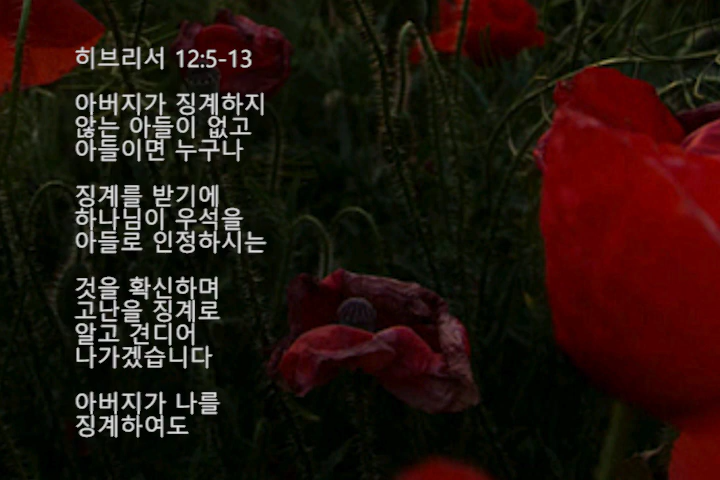 히브리서 12:5-13
아버지가 징계하지
않는 아들이 없고
아들이면 누구나
징계를 받기에
하나님이 우석을
아들로 인정하시는
것을 확신하며
고난을 징계로
알고 견디어
나가겠습니다
아버지가 나를
징계하여도